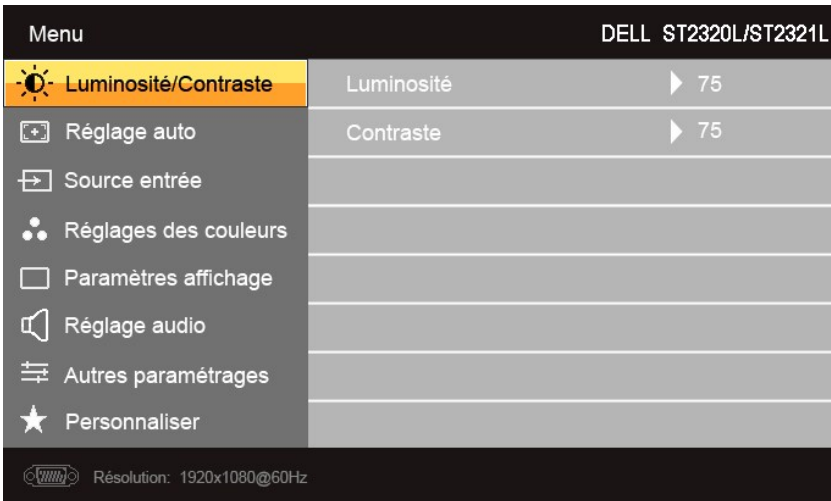 Menu DELL ST2320L/ST2321L
Luminosité/Contraste Luminosité 75
Réglage auto Contraste 75
Source entrée
Réglages des couleurs
Paramètres affichage
Réglage audio
Autres paramétrages
Personnaliser
Résolution: 1920x1080@60Hz